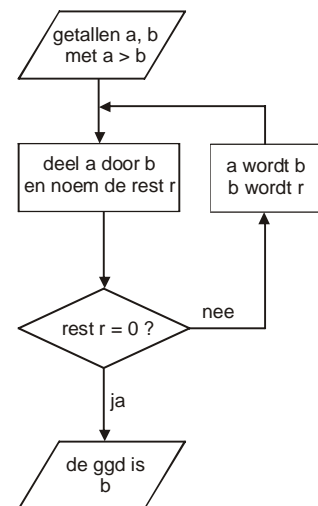 getallen a, b
met a > b
deel a door b
en noem de rest r
a wordt b
b wordt r
rest r = 0 ?
nee
ja
de ggd is
b